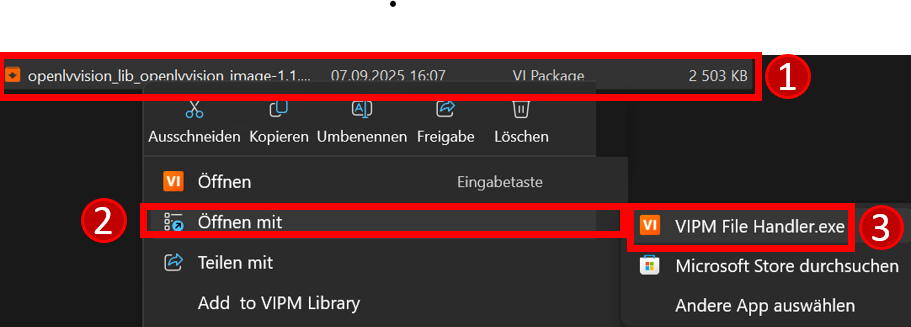 openlvvision_lib_openlvvision_image-1.1.... 07.09.2025 16:07 VI Package 2 503 KB 1
Ausschneiden Kopieren Umbenennen Freigabe Löschen
VI Öffnen Eingabetaste
2 Öffnen mit VI VIPM File Handler.exe 3
Teilen mit Microsoft Store durchsuchen
Add to VIPM Library Andere App auswählen